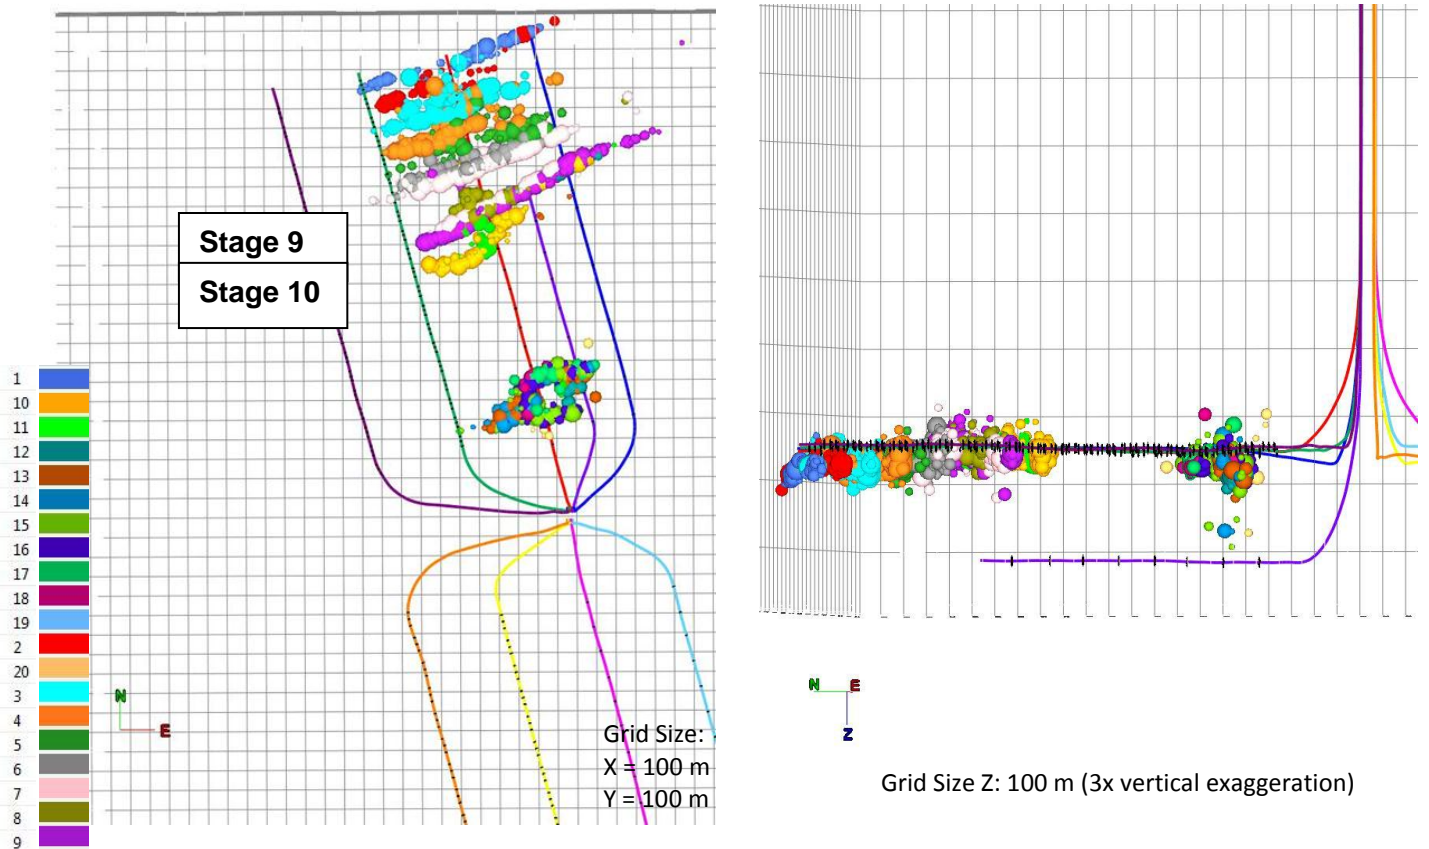 Stage 9
Stage 10
1
10
11
12
13
14
15
16
17
18
19
2
20
3
4
5
6
7
8
9
N
E
Grid Size:
X = 100 m
Y = 100 m
N
E
Z
Grid Size Z: 100 m (3x vertical exaggeration)